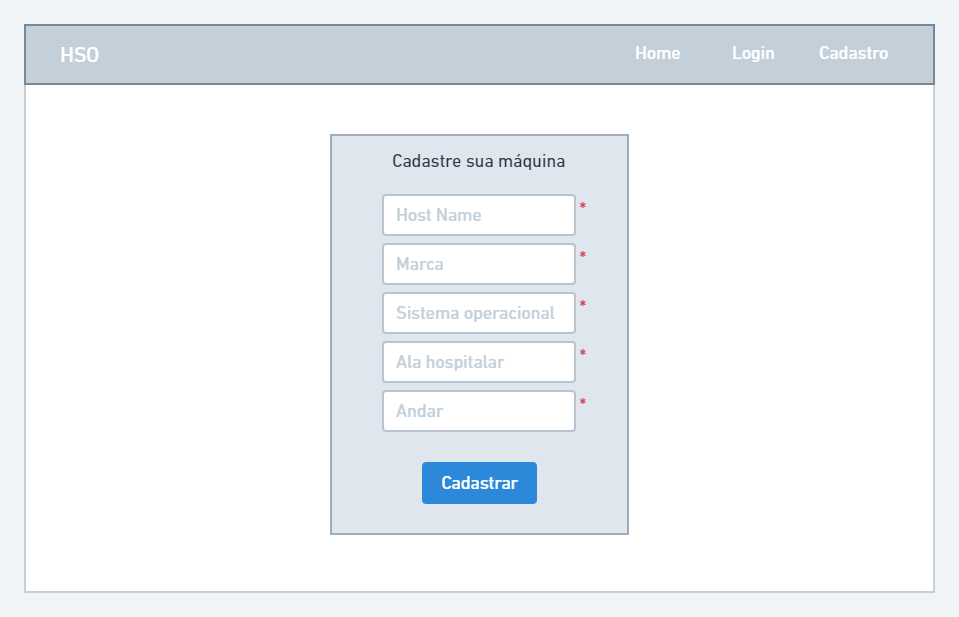 HSO
Home
Login
Cadastro
Cadastre sua máquina
Host Name *
Marca *
Sistema operacional *
Ala hospitalar *
Andar *
Cadastrar